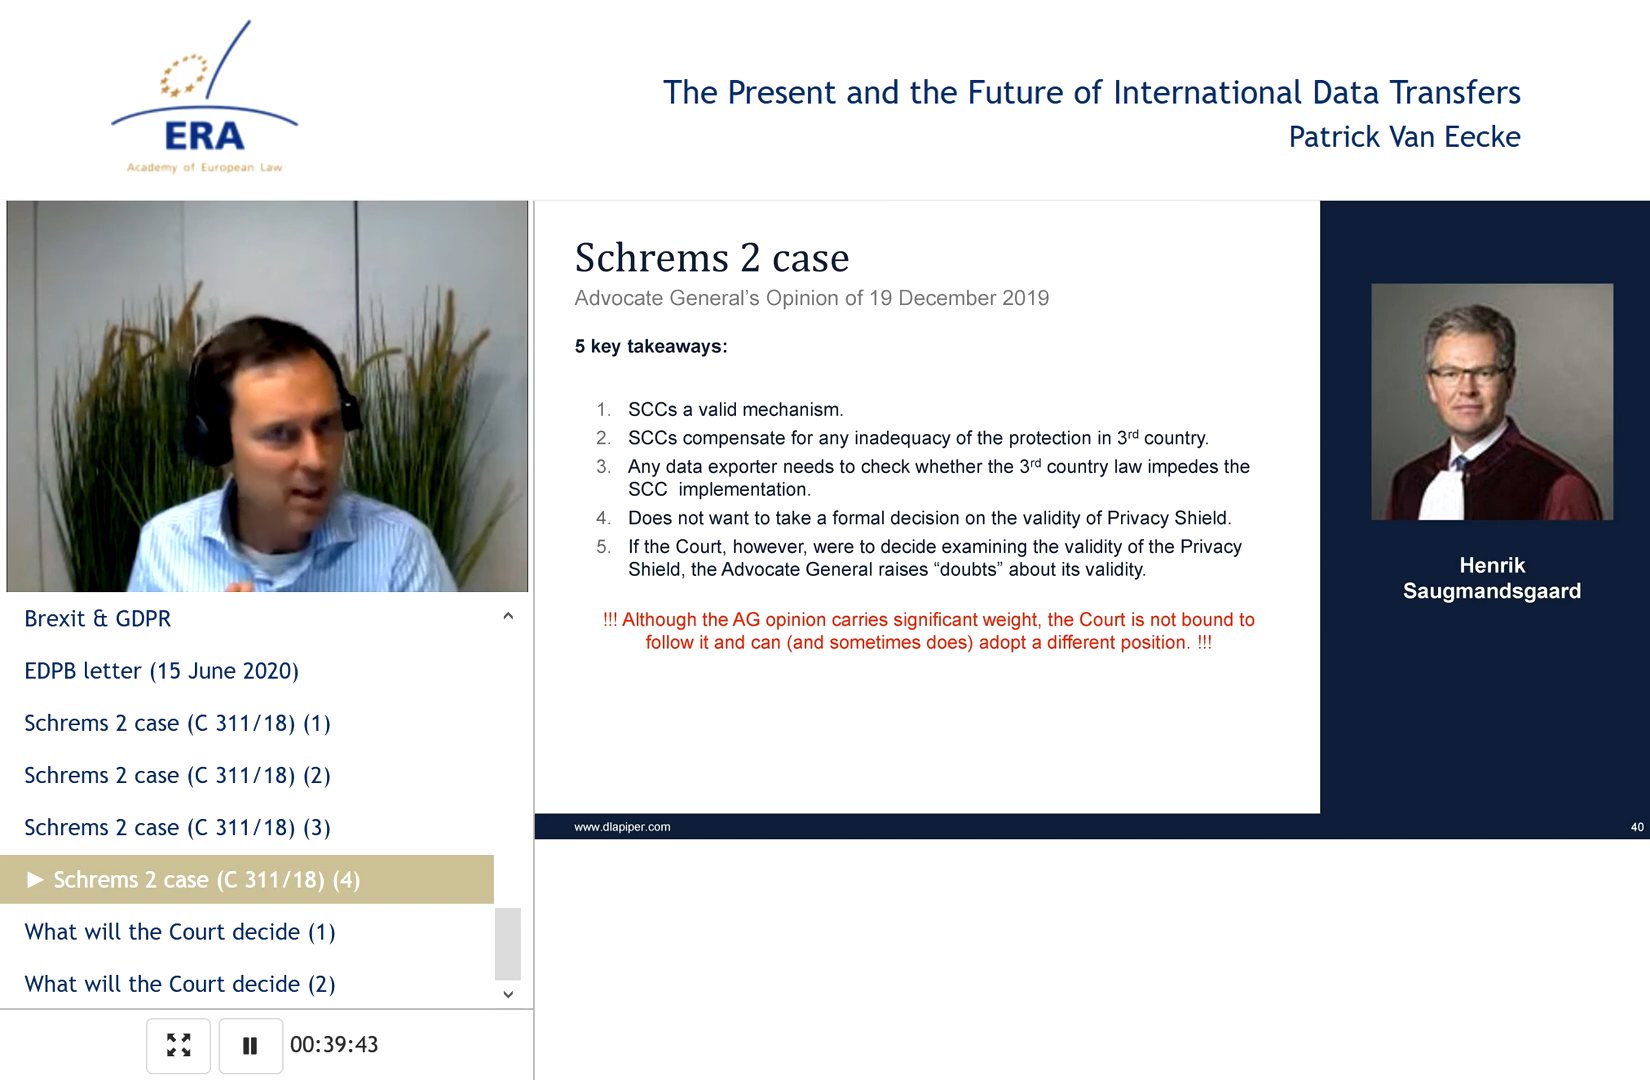 ERA
Academy of European Law
The Present and the Future of International Data Transfers
Patrick Van Eecke
Schrems 2 case
Advocate General’s Opinion of 19 December 2019
5 key takeaways:
1. SCCs a valid mechanism.
2. SCCs compensate for any inadequacy of the protection in 3rd country.
3. Any data exporter needs to check whether the 3rd country law impedes the
SCC implementation.
4. Does not want to take a formal decision on the validity of Privacy Shield.
5. If the Court, however, were to decide examining the validity of the Privacy
Shield, the Advocate General raises “doubts” about its validity.
!!! Although the AG opinion carries significant weight, the Court is not bound to
follow it and can (and sometimes does) adopt a different position. !!!
Henrik
Saugmandsgaard
www.dlapiper.com
40
Brexit & GDPR
EDPB letter (15 June 2020)
Schrems 2 case (C 311/18) (1)
Schrems 2 case (C 311/18) (2)
Schrems 2 case (C 311/18) (3)
► Schrems 2 case (C 311/18) (4)
What will the Court decide (1)
What will the Court decide (2)
00:39:43